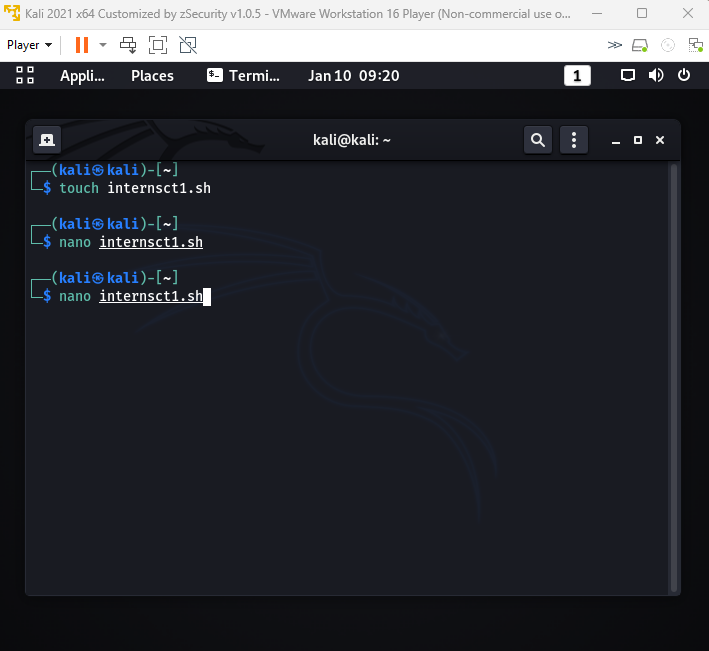 Kali 2021 x64 Customized by zSecurity v1.0.5 - VMware Workstation 16 Player (Non-commercial use o...
Player
Appli... Places Termi... Jan 10 09:20 1
kali@kali: ~
┌──(kali㉿kali)-[~]
└─$ touch internsct1.sh
┌──(kali㉿kali)-[~]
└─$ nano internsct1.sh
┌──(kali㉿kali)-[~]
└─$ nano internsct1.sh